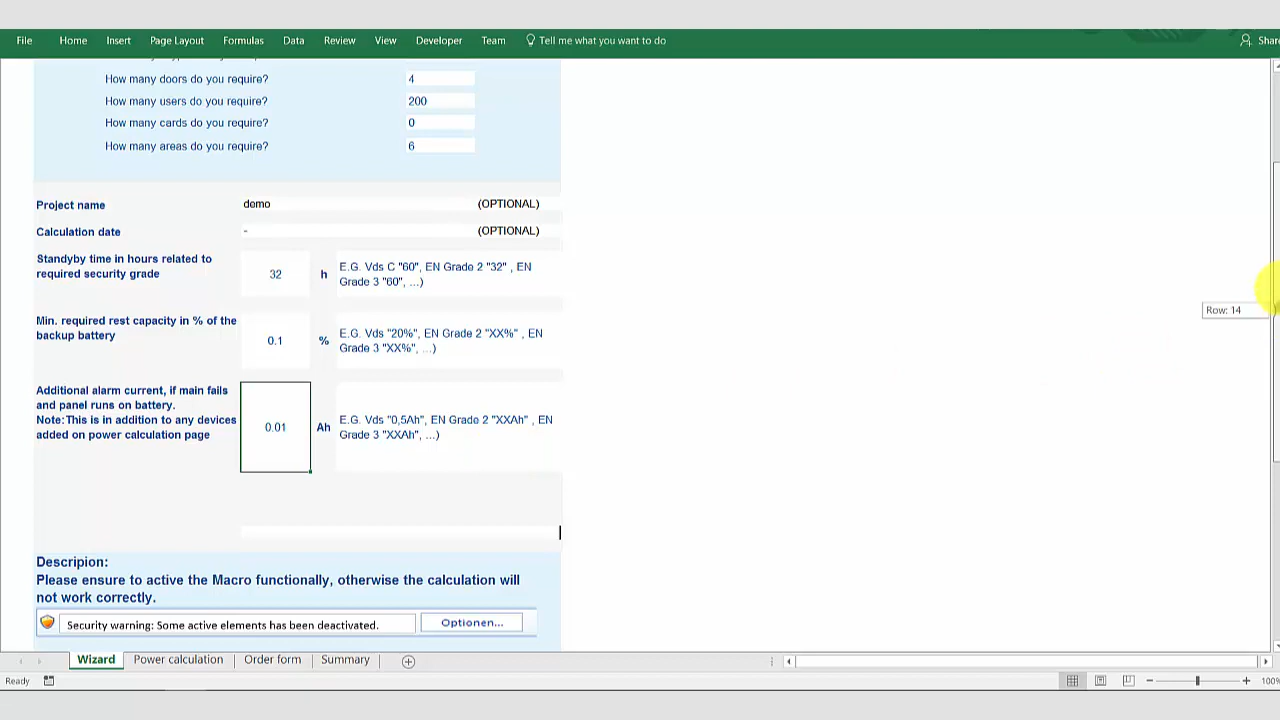 File Home Insert Page Layout Formulas Data Review View Developer Team Tell me what you want to do Share
How many doors do you require? 4
How many users do you require? 200
How many cards do you require? 0
How many areas do you require? 6
Project name demo (OPTIONAL)
Calculation date - (OPTIONAL)
Standyby time in hours related to
required security grade
32 h
E.G. Vds C "60", EN Grade 2 "32" , EN
Grade 3 "60", ...)
Min. required rest capacity in % of the
backup battery
0.1 %
E.G. Vds "20%", EN Grade 2 "XX%" , EN
Grade 3 "XX%", ...)
Additional alarm current, if main fails
and panel runs on battery.
Note: This is in addition to any devices
added on power calculation page
0.01 Ah
E.G. Vds "0,5Ah", EN Grade 2 "XXAh" , EN
Grade 3 "XXAh", ...)
Row: 14
Descripion:
Please ensure to active the Macro functionally, otherwise the calculation will
not work correctly.
Security warning: Some active elements has been deactivated. Optionen...
Wizard Power calculation Order form Summary
Ready 100%